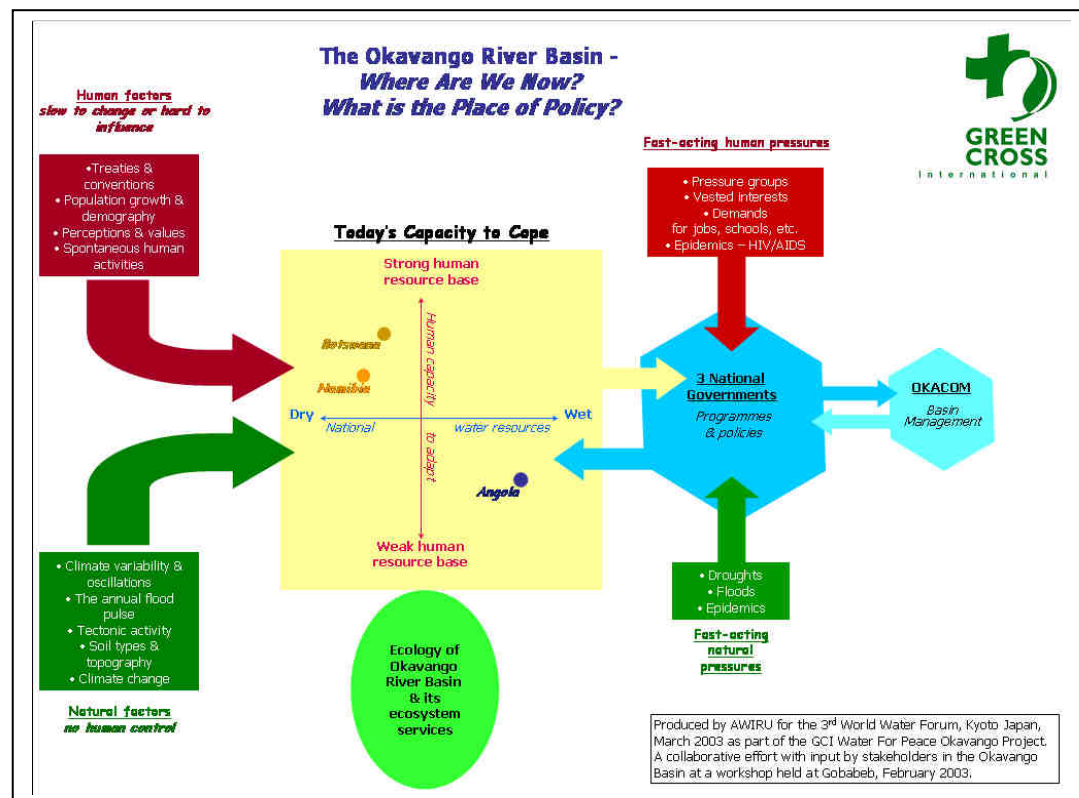 The Okavango River Basin -
Where Are We Now?
What is the Place of Policy?
GREEN
CROSS
International
Human factors
slow to change or hard to
influence
•Treaties &
conventions
•Population growth &
demography
•Perceptions & values
•Spontaneous human
activities
Fast-acting human pressures
• Pressure groups
• Vested interests
• Demands
for jobs, schools, etc.
• Epidemics – HIV/AIDS
Today's Capacity to Cope
Strong human
resource base
Human capacity
to adapt
Botswana
Namibia
Dry
Wet
National
water resources
Angola
Weak human
resource base
3 National
Governments
Programmes
& policies
OKACOM
Basin
Management
• Climate variability &
oscillations
• The annual flood
pulse
• Tectonic activity
• Soil types &
topography
• Climate change
Natural factors
no human control
Ecology of
Okavango
River Basin
& its
ecosystem
services
• Droughts
• Floods
• Epidemics
Fast-acting
natural
pressures
Produced by AWIRU for the 3rd World Water Forum, Kyoto Japan,
March 2003 as part of the GCI Water For Peace Okavango Project.
A collaborative effort with input by stakeholders in the Okavango
Basin at a workshop held at Gobabeb, February 2003.